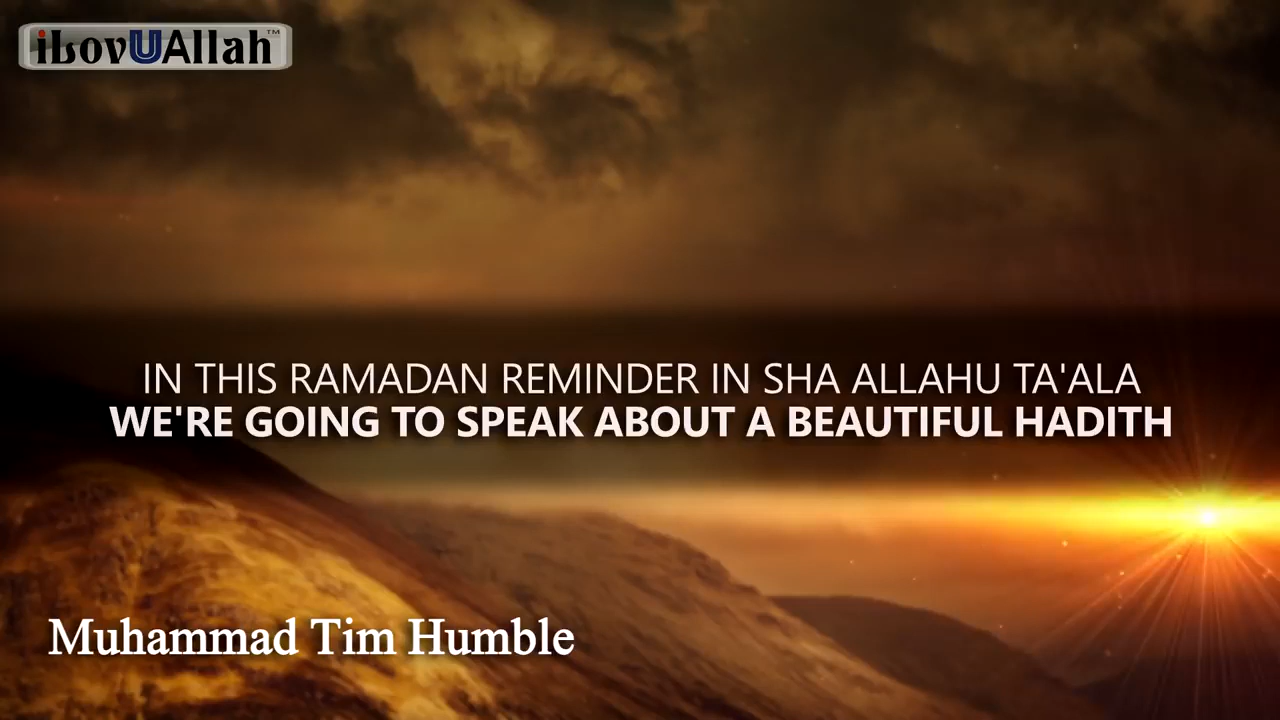 iLovUAllah™
IN THIS RAMADAN REMINDER IN SHA ALLAHU TA'ALA
WE'RE GOING TO SPEAK ABOUT A BEAUTIFUL HADITH
Muhammad Tim Humble